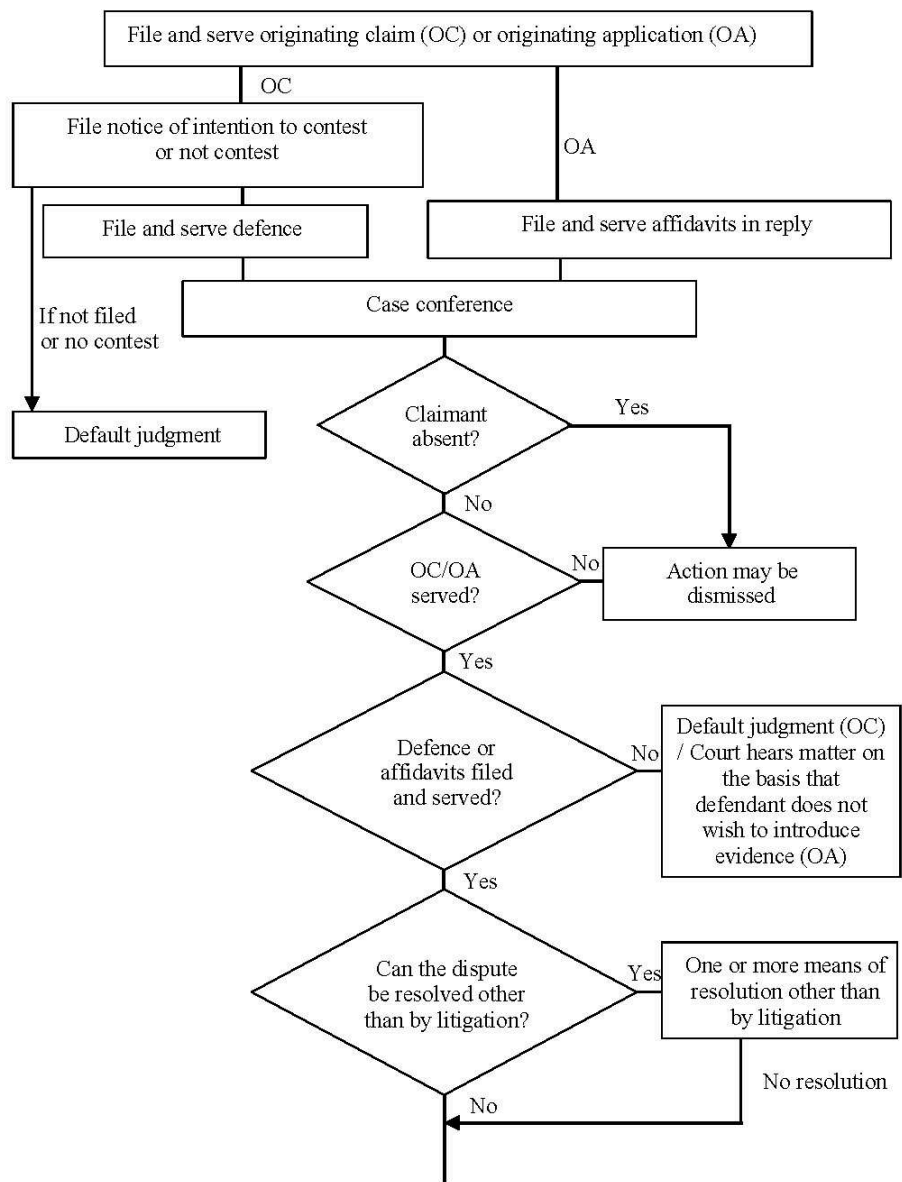 File and serve originating claim (OC) or originating application (OA)
OC
File notice of intention to contest
or not contest
OA
File and serve defence
File and serve affidavits in reply
Case conference
If not filed
or no contest
Default judgment
Claimant
absent?
Yes
No
OC/OA
served?
No
Action may be
dismissed
Yes
Defence or
affidavits filed
and served?
No
Default judgment (OC)
/ Court hears matter on
the basis that
defendant does not
wish to introduce
evidence (OA)
Yes
Can the dispute
be resolved other
than by litigation?
Yes
One or more means of
resolution other than
by litigation
No resolution
No